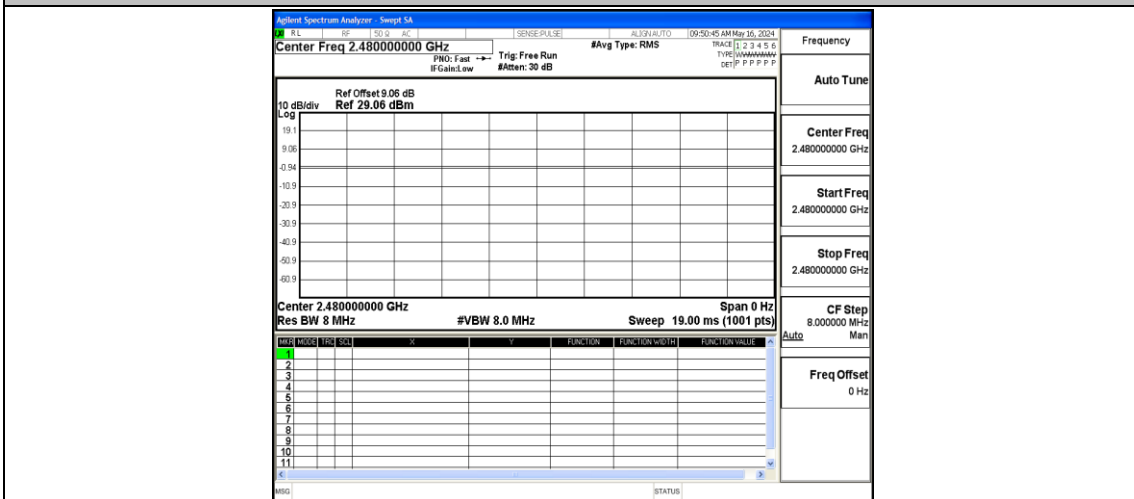 Agilent Spectrum Analyzer - Swept SA
RL RF 50 Ω AC SENSE:PULSE ALIGNAUTO 09:50:45 AM May 16, 2024
Center Freq 2.480000000 GHz
PNO: Fast
IFGain:Low
Trig: Free Run
#Atten: 30 dB
#Avg Type: RMS
TRACE 1 2 3 4 5 6
TYPE
DET P P P P P P
Ref Offset 9.06 dB
10 dB/div Ref 29.06 dBm
Log
19.1
9.06
-0.94
-10.9
-20.9
-30.9
-40.9
-50.9
-60.9
Center 2.480000000 GHz Span 0 Hz
Res BW 8 MHz #VBW 8.0 MHz Sweep 19.00 ms (1001 pts)
MKR MODE TRC SCL X Y FUNCTION FUNCTION WIDTH FUNCTION VALUE
1
2
3
4
5
6
7
8
9
10
11
MSG STATUS
Frequency
Auto Tune
Center Freq
2.480000000 GHz
Start Freq
2.480000000 GHz
Stop Freq
2.480000000 GHz
CF Step
8.000000 MHz
Auto Man
Freq Offset
0 Hz